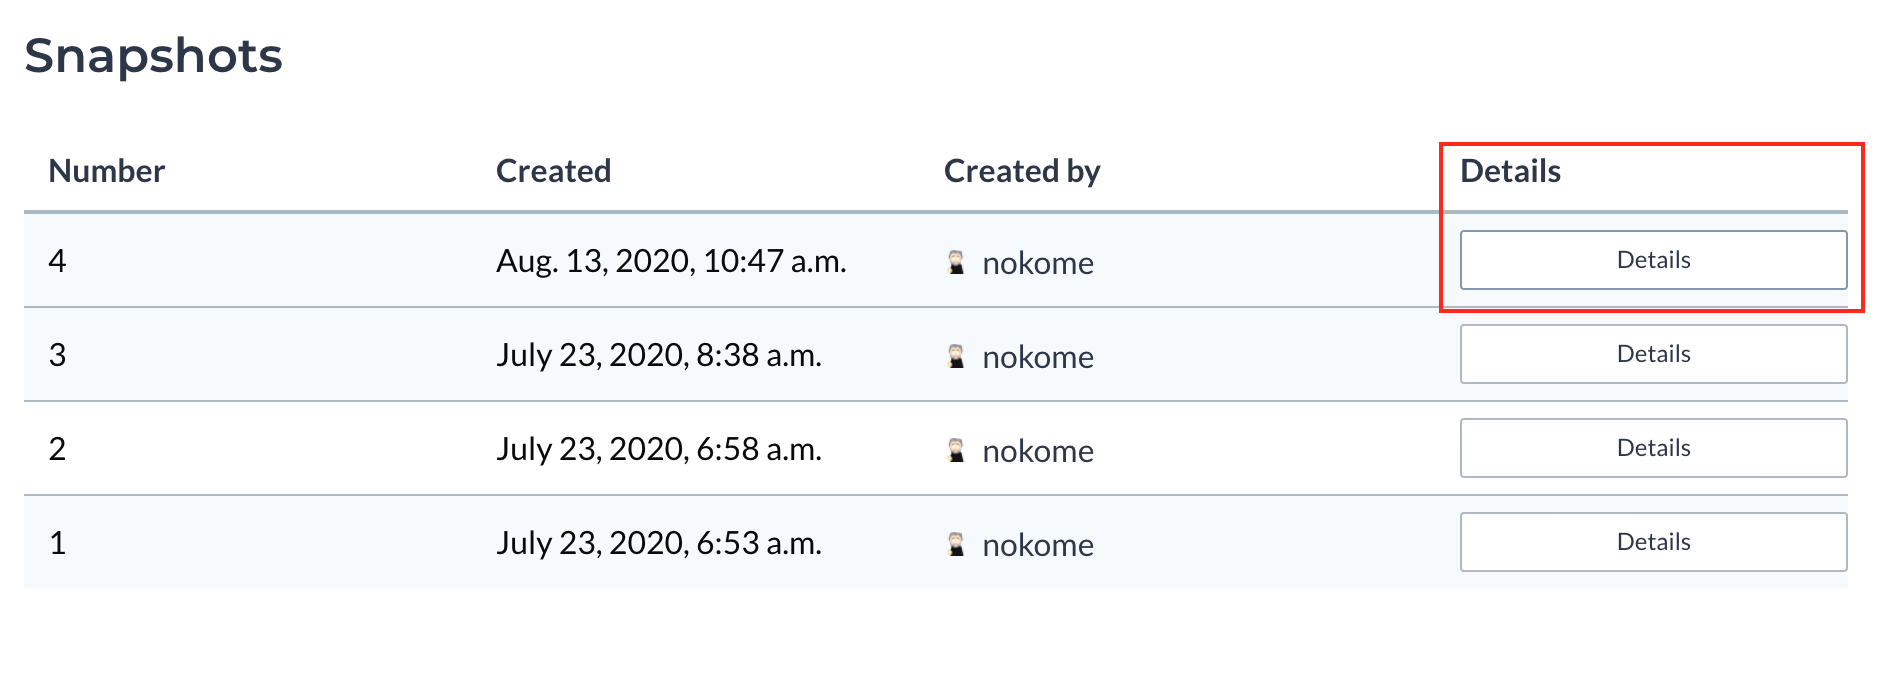 Snapshots
Number Created Created by Details
4 Aug. 13, 2020, 10:47 a.m. nokome Details
3 July 23, 2020, 8:38 a.m. nokome Details
2 July 23, 2020, 6:58 a.m. nokome Details
1 July 23, 2020, 6:53 a.m. nokome Details